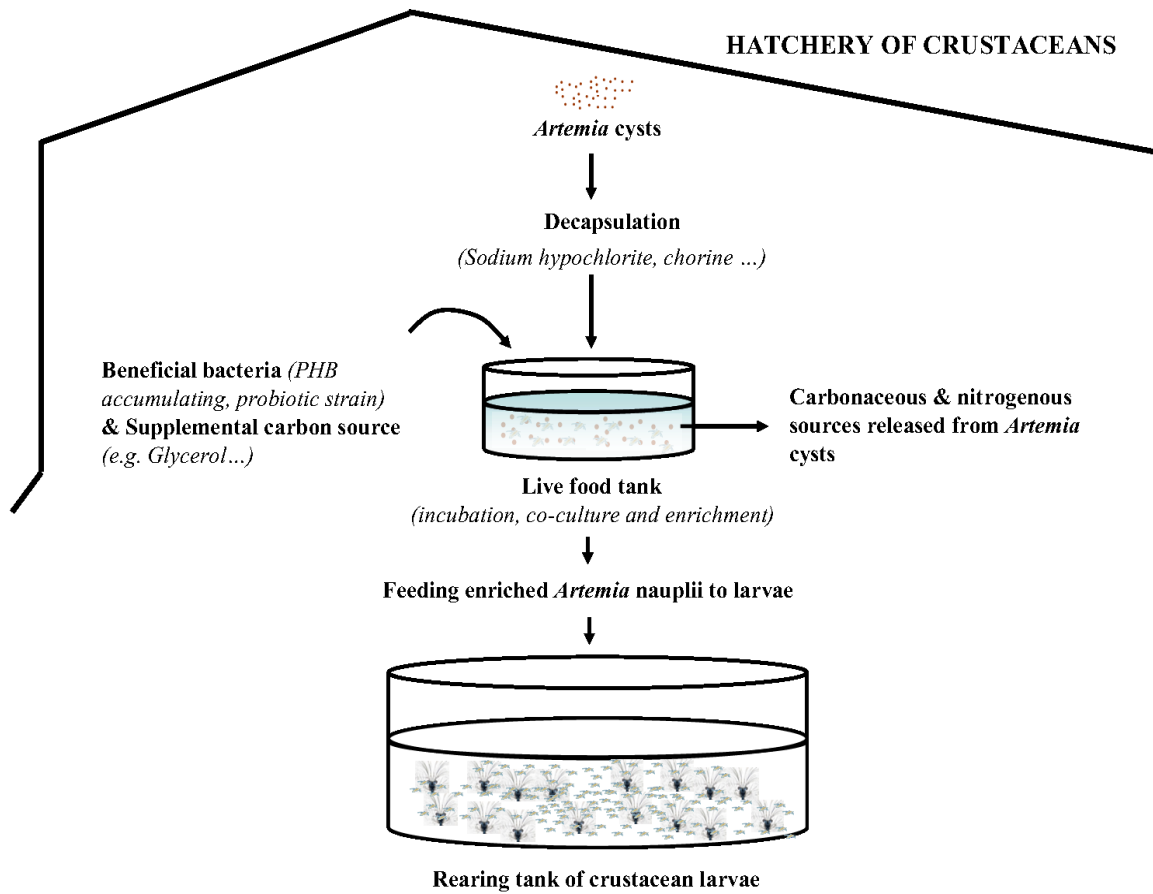 HATCHERY OF CRUSTACEANS
Artemia cysts
Decapsulation
(Sodium hypochlorite, chorine …)
Beneficial bacteria (PHB
accumulating, probiotic strain)
& Supplemental carbon source
(e.g. Glycerol…)
Carbonaceous & nitrogenous
sources released from Artemia
cysts
Live food tank
(incubation, co-culture and enrichment)
Feeding enriched Artemia nauplii to larvae
Rearing tank of crustacean larvae